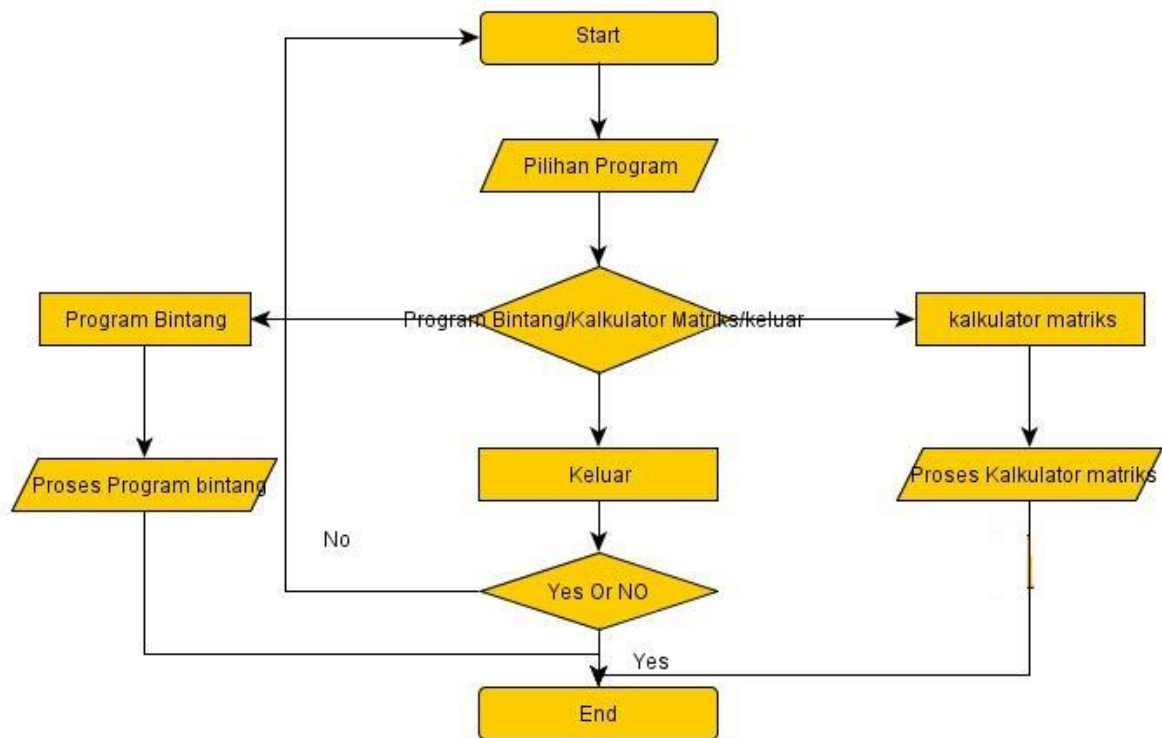 Start
Pilihan Program
Program Bintang
Program Bintang/Kalkulator Matriks/keluar
kalkulator matriks
Proses Program bintang
Keluar
Proses Kalkulator matriks
No
Yes Or NO
Yes
End